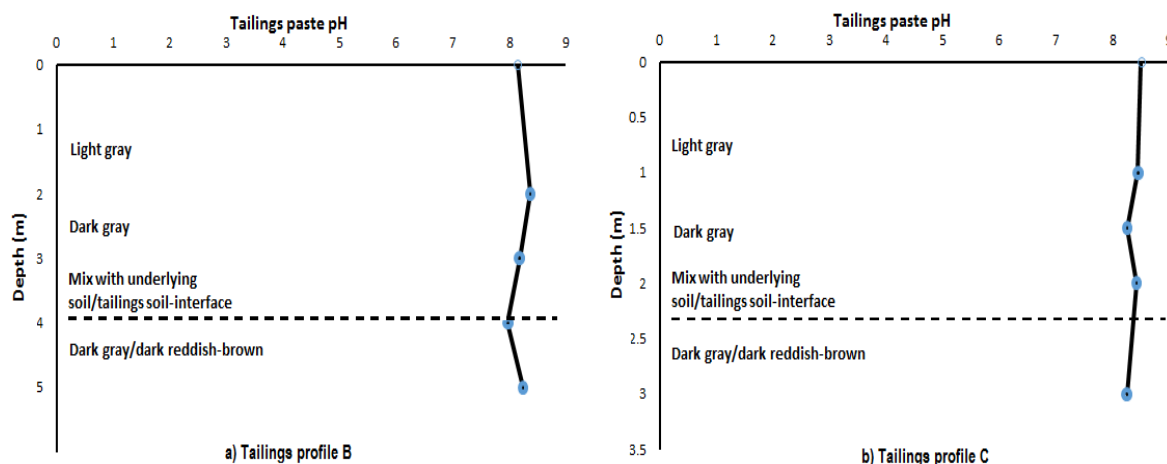 Tailings paste pH
0 1 2 3 4 5 6 7 8 9
0
1
2
3
4
5
Depth (m)
Light gray
Dark gray
Mix with underlying
soil/tailings soil-interface
Dark gray/dark reddish-brown
a) Tailings profile B
Tailings paste pH
0 1 2 3 4 5 6 7 8 9
0
0.5
1
1.5
2
2.5
3
3.5
Depth (m)
Light gray
Dark gray
Mix with underlying
soil/tailings soil-interface
Dark gray/dark reddish-brown
b) Tailings profile C